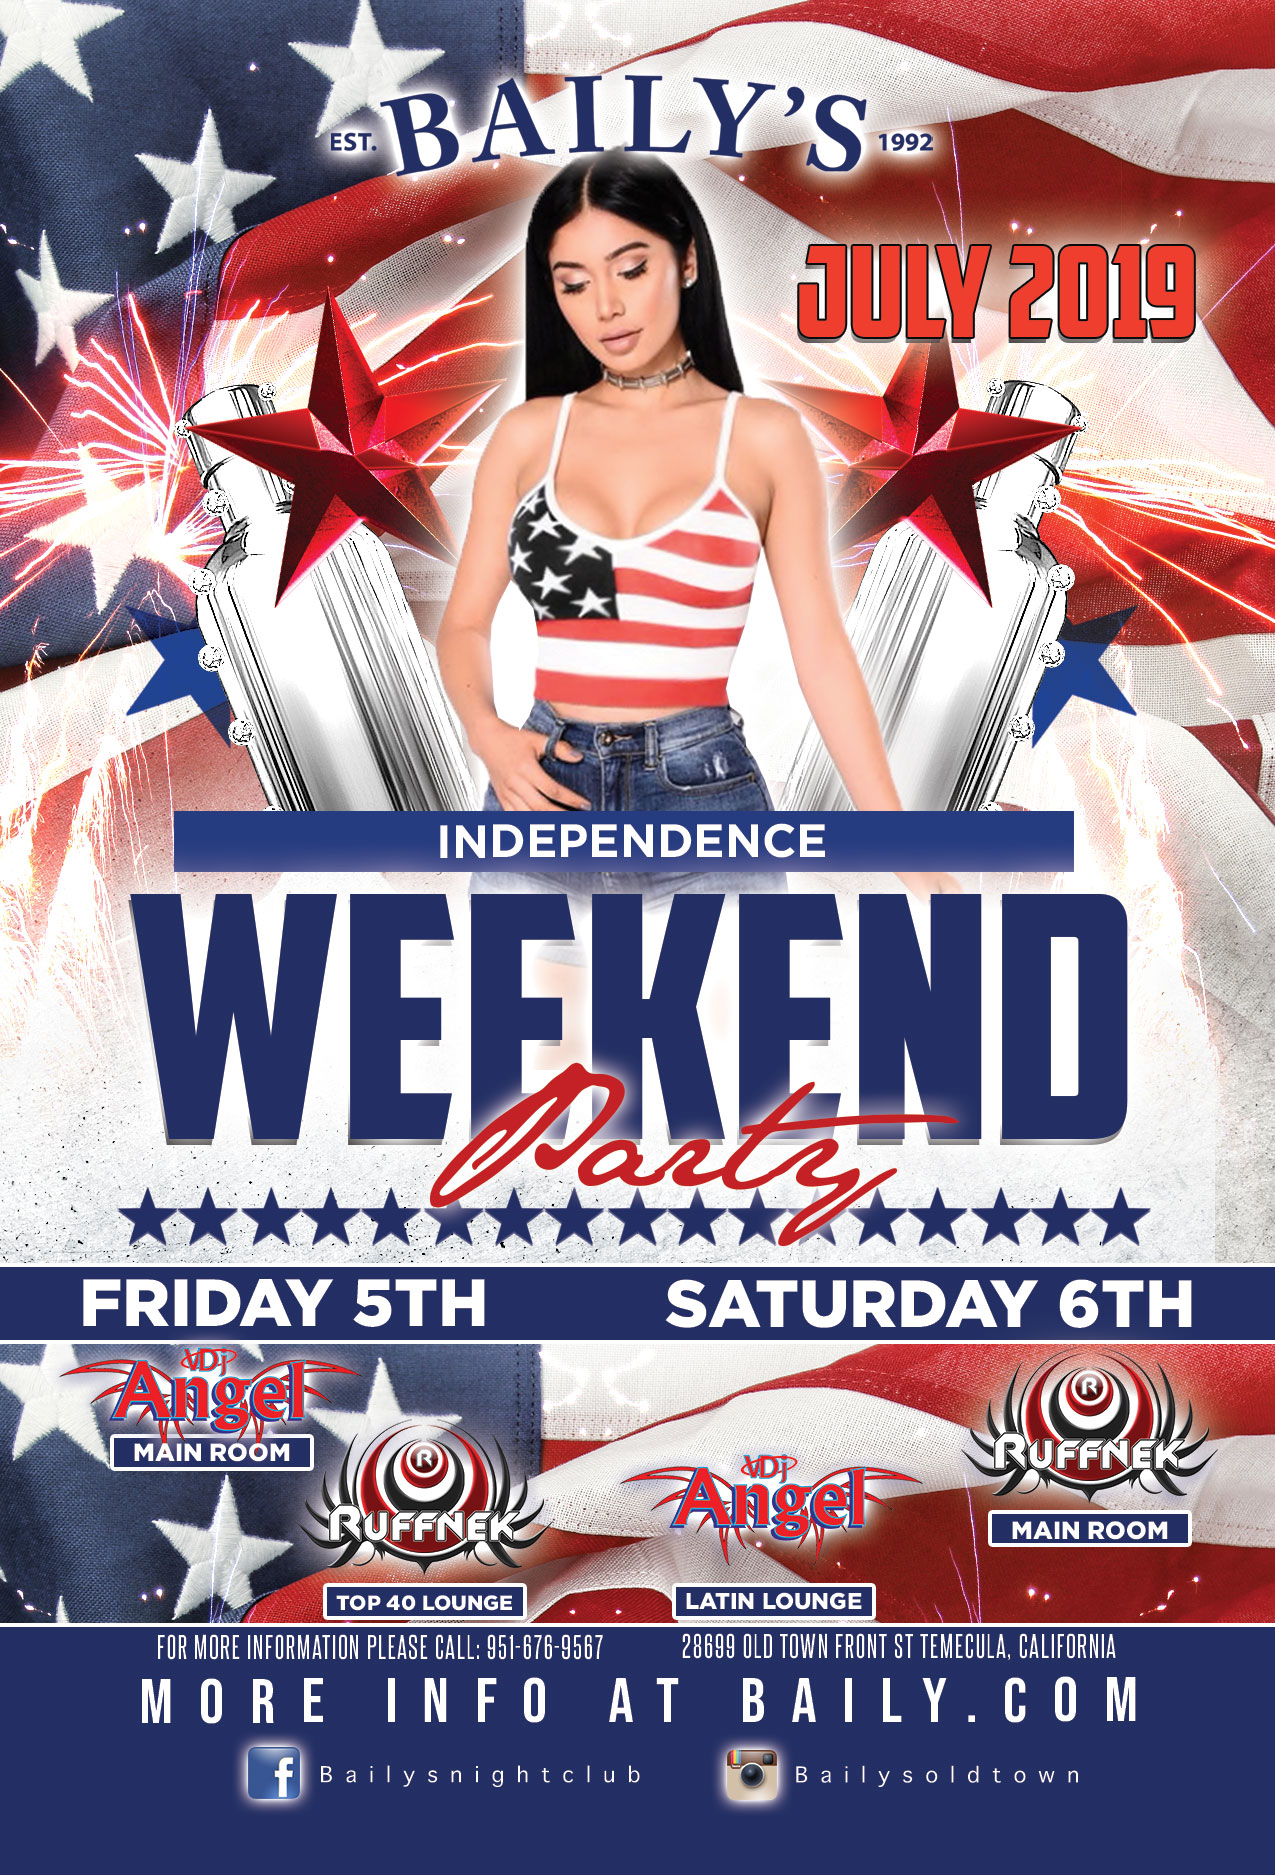 EST. BAILY'S 1992
JULY 2019
INDEPENDENCE
WEEKEND
Party
FRIDAY 5TH
SATURDAY 6TH
VDj
Angel
MAIN ROOM
R
RUFFNEK
TOP 40 LOUNGE
VDj
Angel
LATIN LOUNGE
R
RUFFNEK
MAIN ROOM
FOR MORE INFORMATION PLEASE CALL: 951-676-9567
28699 OLD TOWN FRONT ST TEMECULA, CALIFORNIA
MORE INFO AT BAILY.COM
f Bailysnightclub
Bailysoldtown